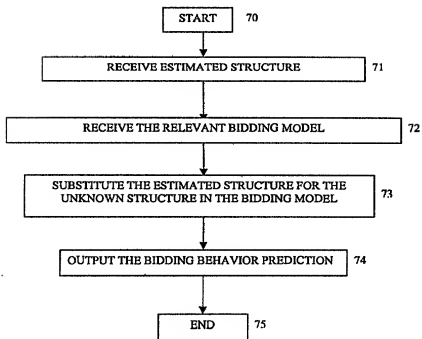 START 70
RECEIVE ESTIMATED STRUCTURE 71
RECEIVE THE RELEVANT BIDDING MODEL 72
SUBSTITUTE THE ESTIMATED STRUCTURE FOR THE
UNKNOWN STRUCTURE IN THE BIDDING MODEL 73
OUTPUT THE BIDDING BEHAVIOR PREDICTION 74
END 75